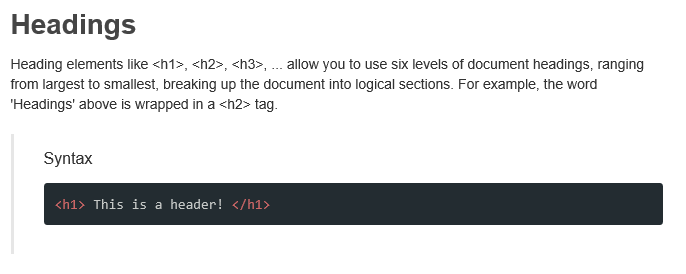 Headings
Heading elements like <h1>, <h2>, <h3>, ... allow you to use six levels of document headings, ranging
from largest to smallest, breaking up the document into logical sections. For example, the word
'Headings' above is wrapped in a <h2> tag.
Syntax
<h1> This is a header! </h1>